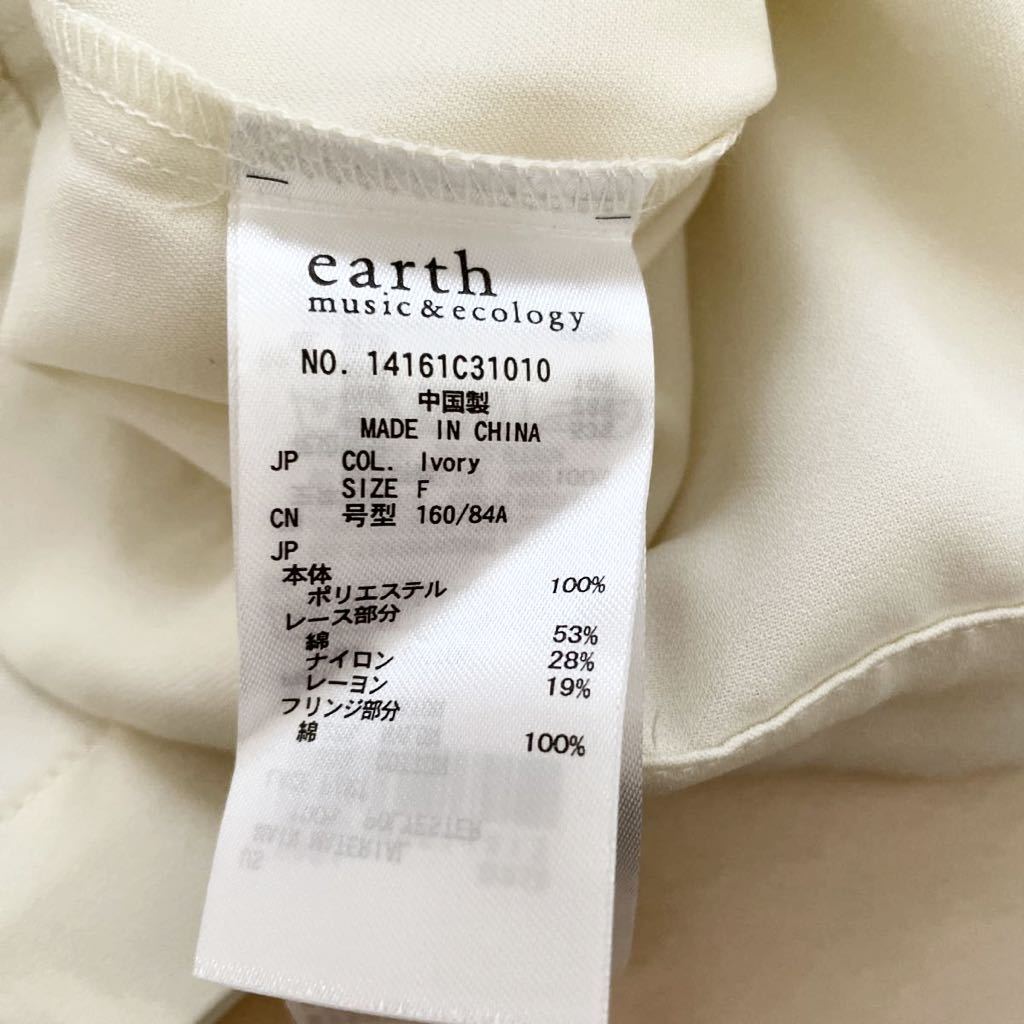 earth
music & ecology
NO. 14161C31010
中国製
MADE IN CHINA
JP COL. Ivory
SIZE F
CN 号型 160/84A
JP
本体
ポリエステル 100%
レース部分
綿 53%
ナイロン 28%
レーヨン 19%
フリンジ部分
綿 100%